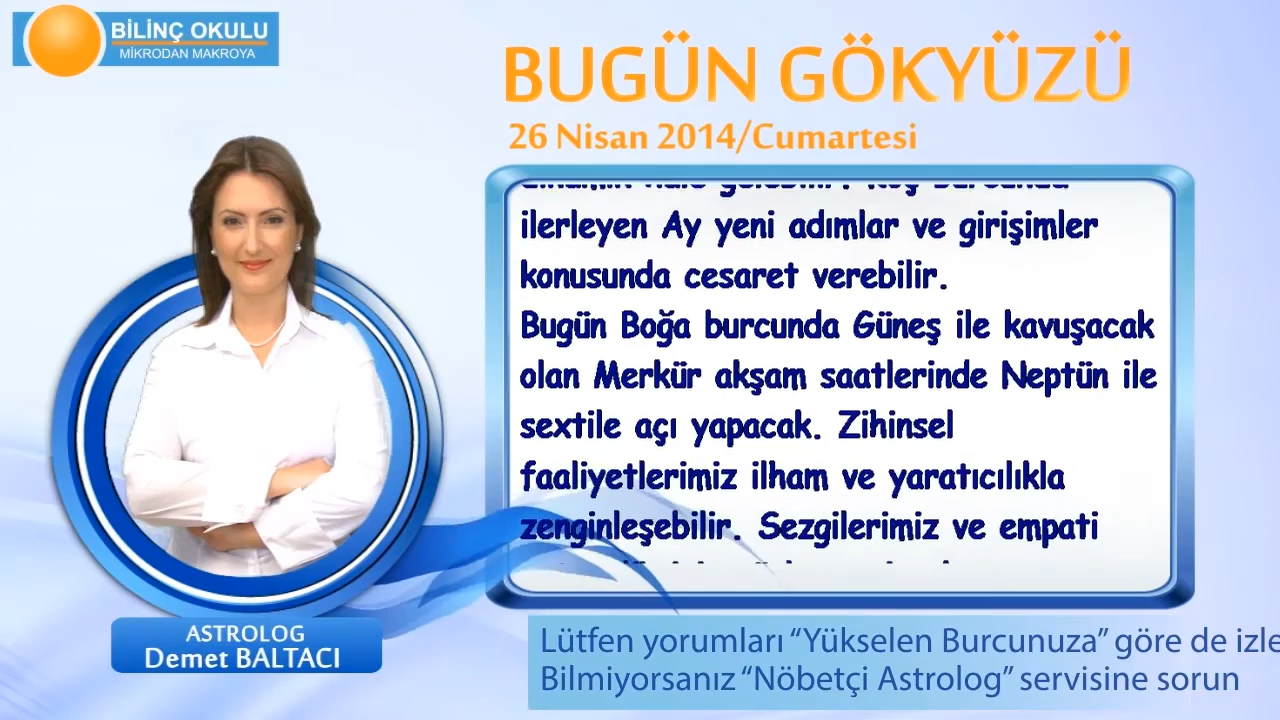 BİLİNÇ OKULU
MİKRODAN MAKROYA
BUGÜN GÖKYÜZÜ
26 Nisan 2014/Cumartesi
ilerleyen Ay yeni adımlar ve girişimler
konusunda cesaret verebilir.
Bugün Boğa burcunda Güneş ile kavuşacak
olan Merkür akşam saatlerinde Neptün ile
sextile açı yapacak. Zihinsel
faaliyetlerimiz ilham ve yaratıcılıkla
zenginleşebilir. Sezgilerimiz ve empati
ASTROLOG
Demet BALTACI
Lütfen yorumları “Yükselen Burcunuza” göre de izle
Bilmiyorsanız “Nöbetçi Astrolog” servisine sorun